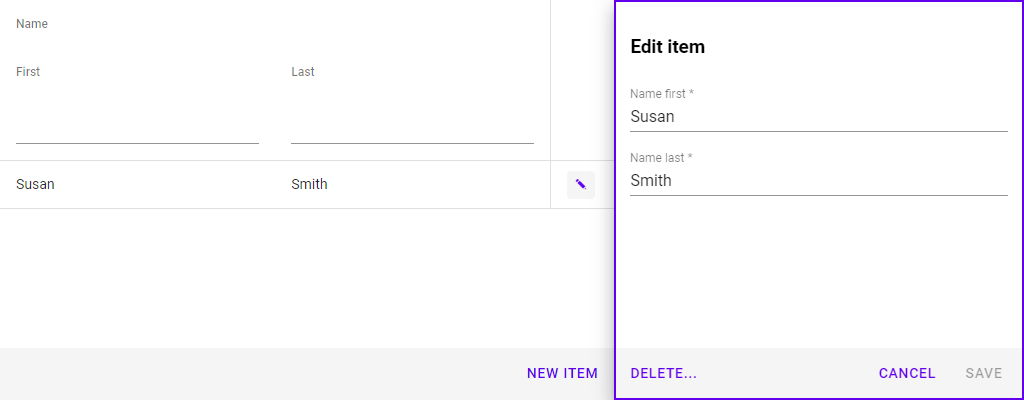 Name
First
Last
Susan
Smith
NEW ITEM
Edit item
Name first *
Susan
Name last *
Smith
DELETE...
CANCEL
SAVE